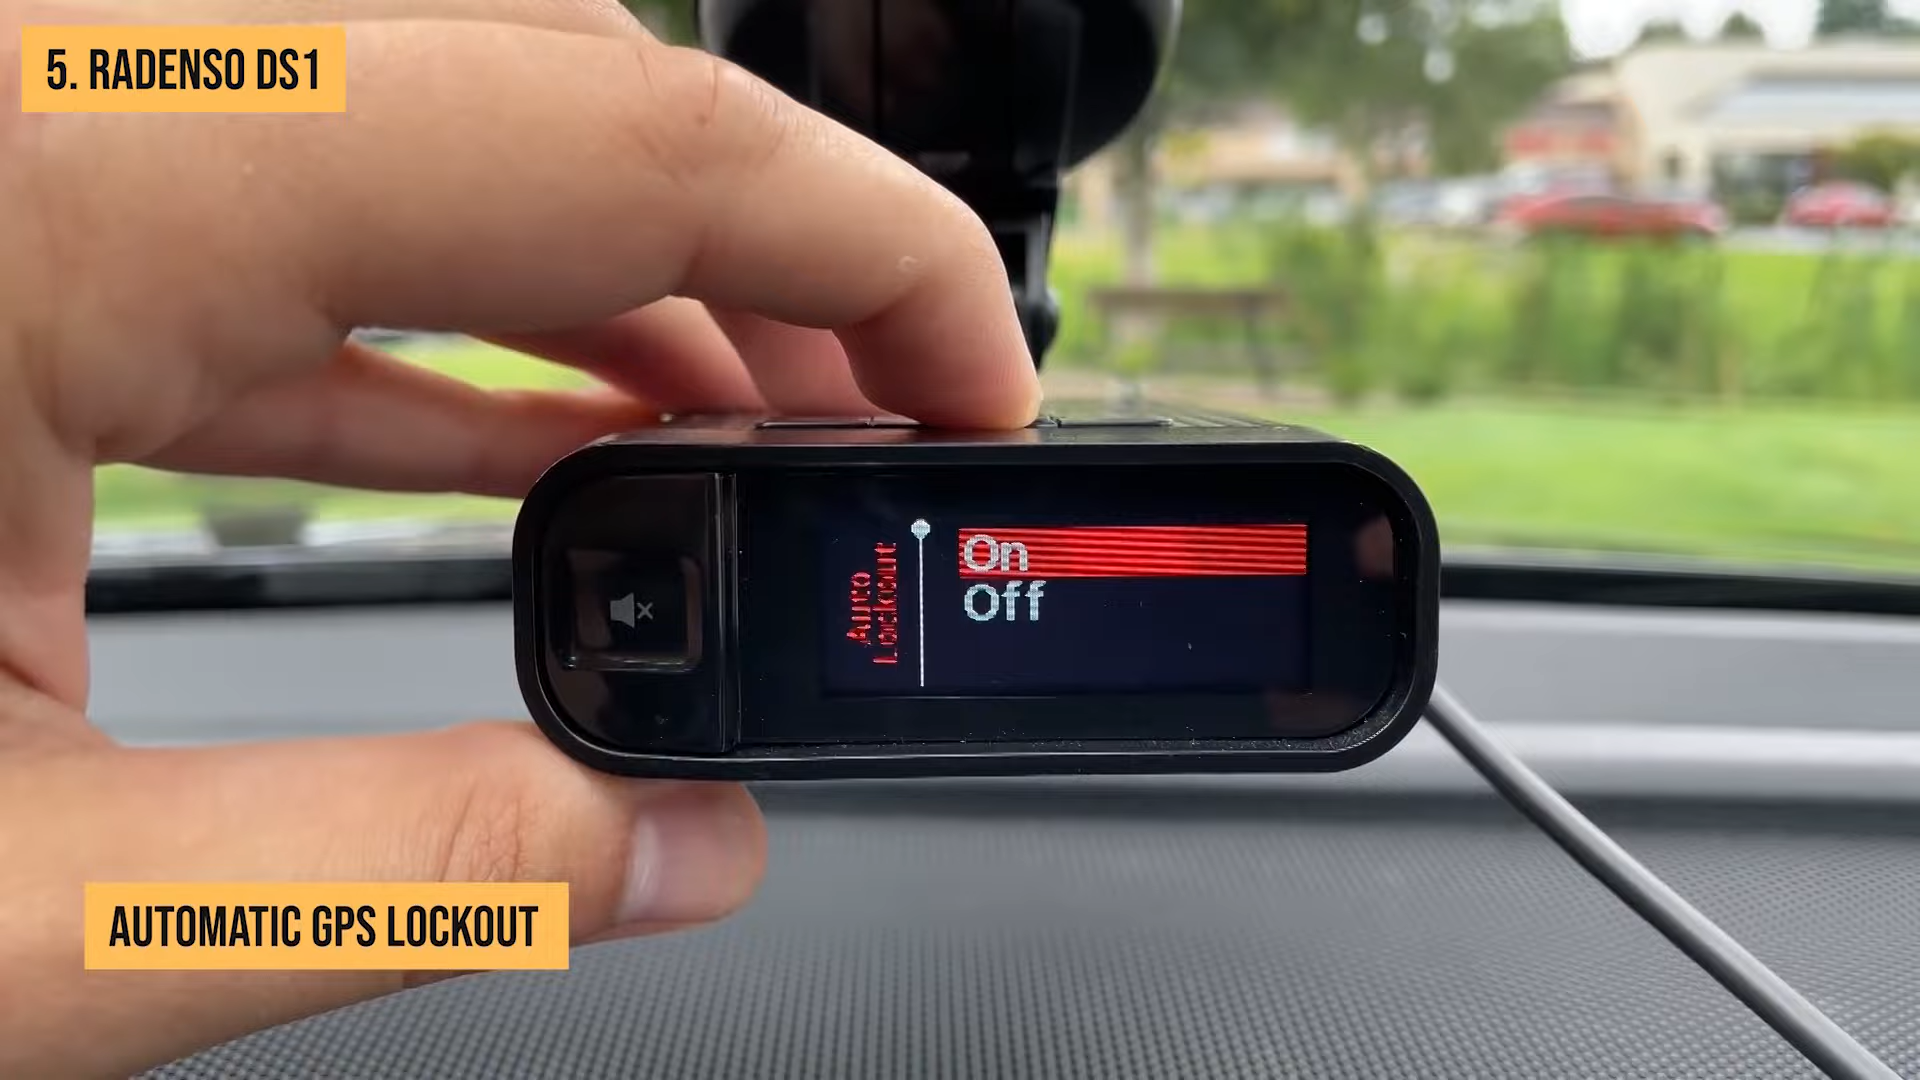 5. RADENSO DS1
Auto
Lockout
On
Off
AUTOMATIC GPS LOCKOUT